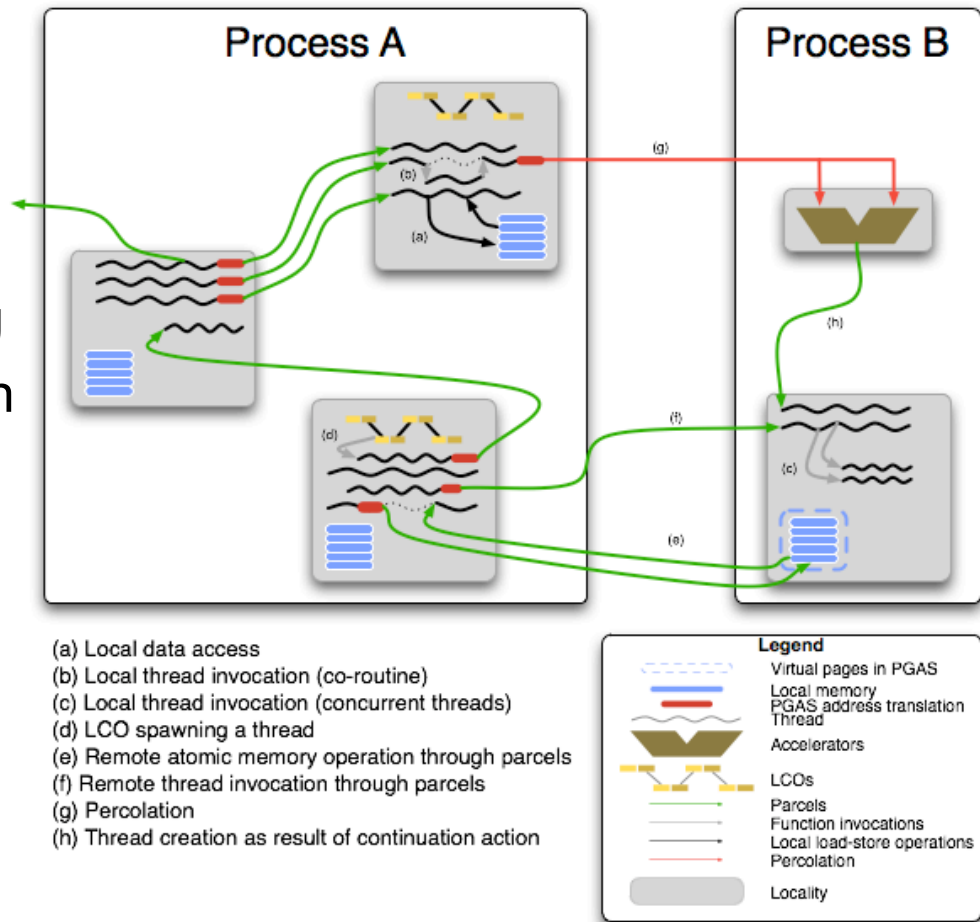 Process A
Process B
(g)
(b)
(a)
g
(h)
n
(d)
(f)
(c)
(e)
(a) Local data access
(b) Local thread invocation (co-routine)
(c) Local thread invocation (concurrent threads)
(d) LCO spawning a thread
(e) Remote atomic memory operation through parcels
(f) Remote thread invocation through parcels
(g) Percolation
(h) Thread creation as result of continuation action
Legend
Virtual pages in PGAS
Local memory
PGAS address translation
Thread
Accelerators
LCOs
Parcels
Function invocations
Local load-store operations
Percolation
Locality